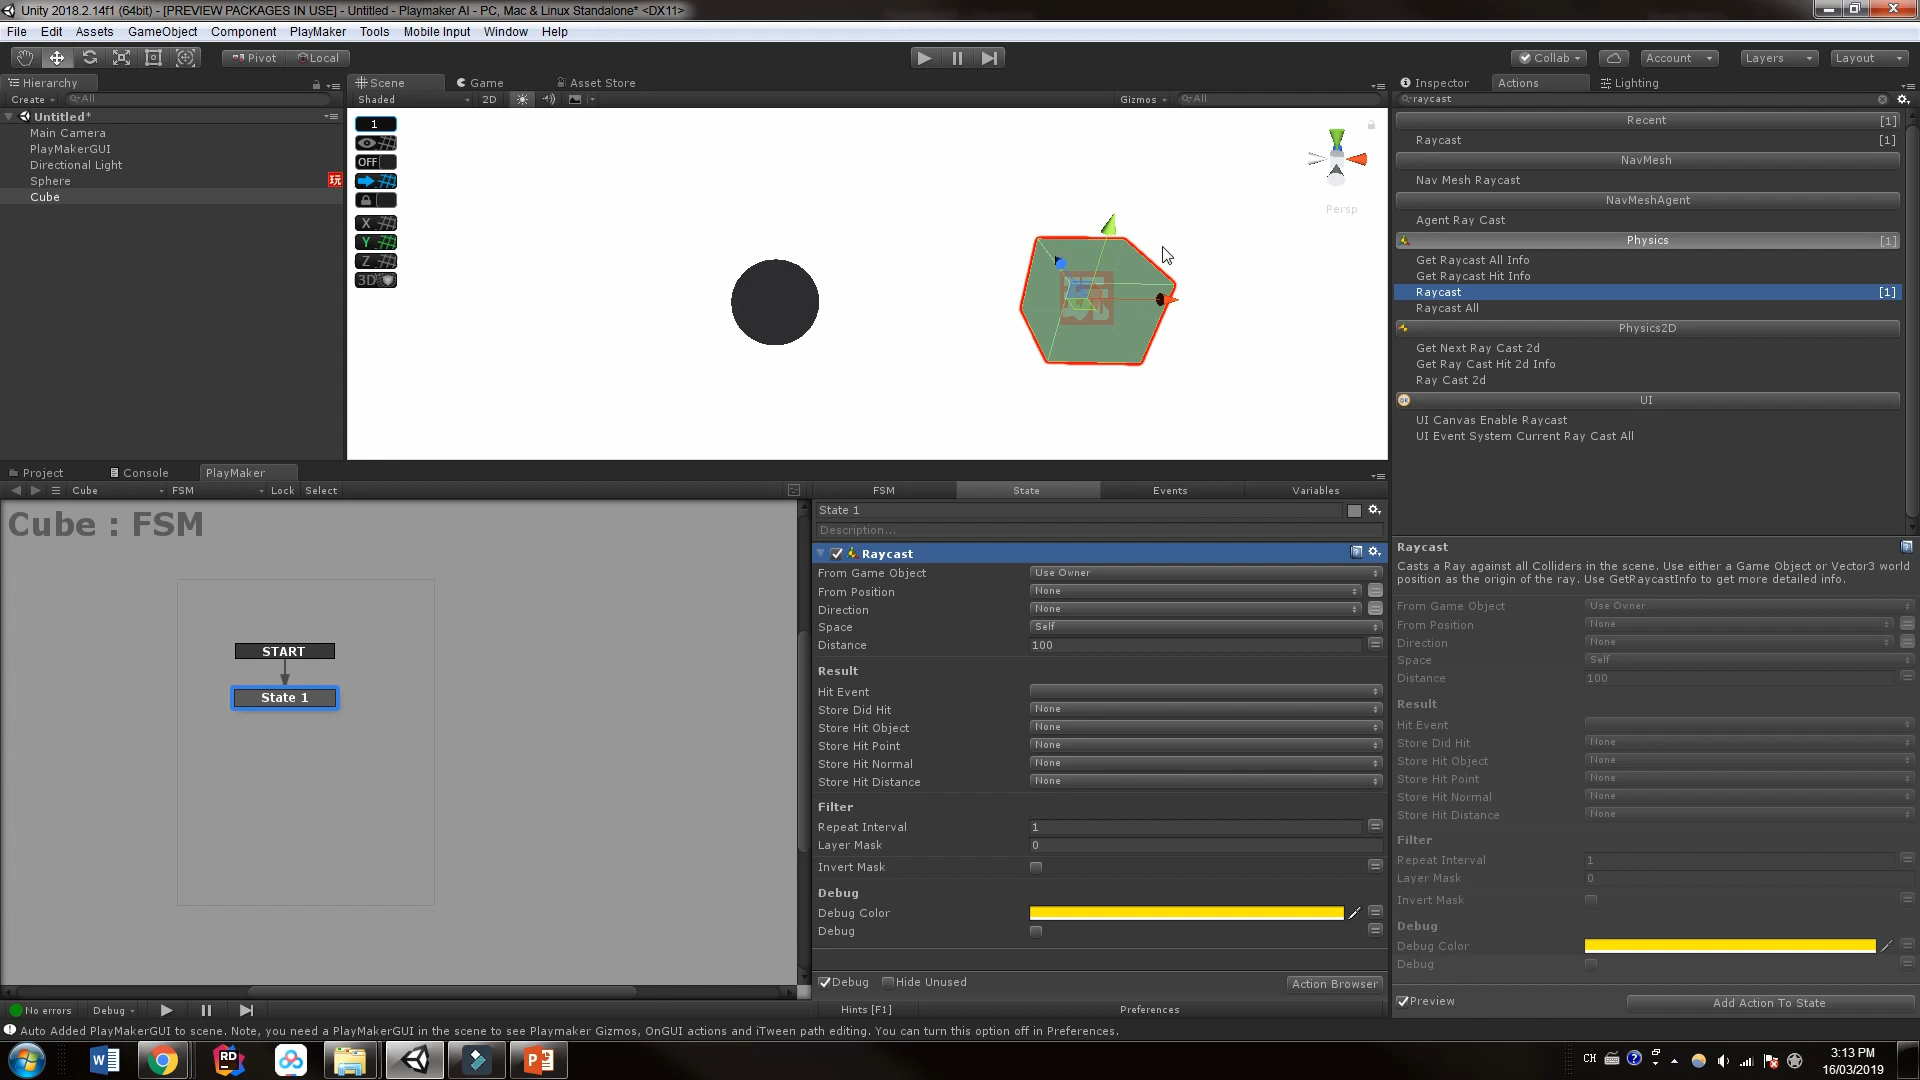 Unity 2018.2.14f1 (64bit) - [PREVIEW PACKAGES IN USE] - Untitled - Playmaker AI - PC, Mac & Linux Standalone* <DX11>
File Edit Assets GameObject Component PlayMaker Tools Mobile Input Window Help
Pivot Local Collab Account Layers Layout
Hierarchy
Create All
Untitled*
Main Camera
PlayMakerGUI
Directional Light
Sphere 玩
Cube
Scene Game Asset Store
Shaded 2D Gizmos All
1
OFF
X
Y
Z
3D
Persp
Inspector Actions Lighting
raycast
Recent [1]
Raycast [1]
NavMesh
Nav Mesh Raycast
NavMeshAgent
Agent Ray Cast
Physics [1]
Get Raycast All Info
Get Raycast Hit Info
Raycast [1]
Raycast All
Physics2D
Get Next Ray Cast 2d
Get Ray Cast Hit 2d Info
Ray Cast 2d
UI
UI Canvas Enable Raycast
UI Event System Current Ray Cast All
Project Console PlayMaker
Cube FSM Lock Select
Cube : FSM
START
State 1
FSM State Events Variables
State 1
Description...
Raycast
From Game Object Use Owner
From Position None
Direction None
Space Self
Distance 100
Result
Hit Event
Store Did Hit None
Store Hit Object None
Store Hit Point None
Store Hit Normal None
Store Hit Distance None
Filter
Repeat Interval 1
Layer Mask 0
Invert Mask
Debug
Debug Color
Debug
Debug Hide Unused Action Browser
Hints [F1] Preferences
Raycast
Casts a Ray against all Colliders in the scene. Use either a Game Object or Vector3 world
position as the origin of the ray. Use GetRaycastInfo to get more detailed info.
From Game Object Use Owner
From Position None
Direction None
Space Self
Distance 100
Result
Hit Event
Store Did Hit None
Store Hit Object None
Store Hit Point None
Store Hit Normal None
Store Hit Distance None
Filter
Repeat Interval 1
Layer Mask 0
Invert Mask
Debug
Debug Color
Debug
Preview Add Action To State
No errors Debug
Auto Added PlayMakerGUI to scene. Note, you need a PlayMakerGUI in the scene to see Playmaker Gizmos, OnGUI actions and iTween path editing. You can turn this option off in Preferences.
W RD P CH
3:13 PM
16/03/2019